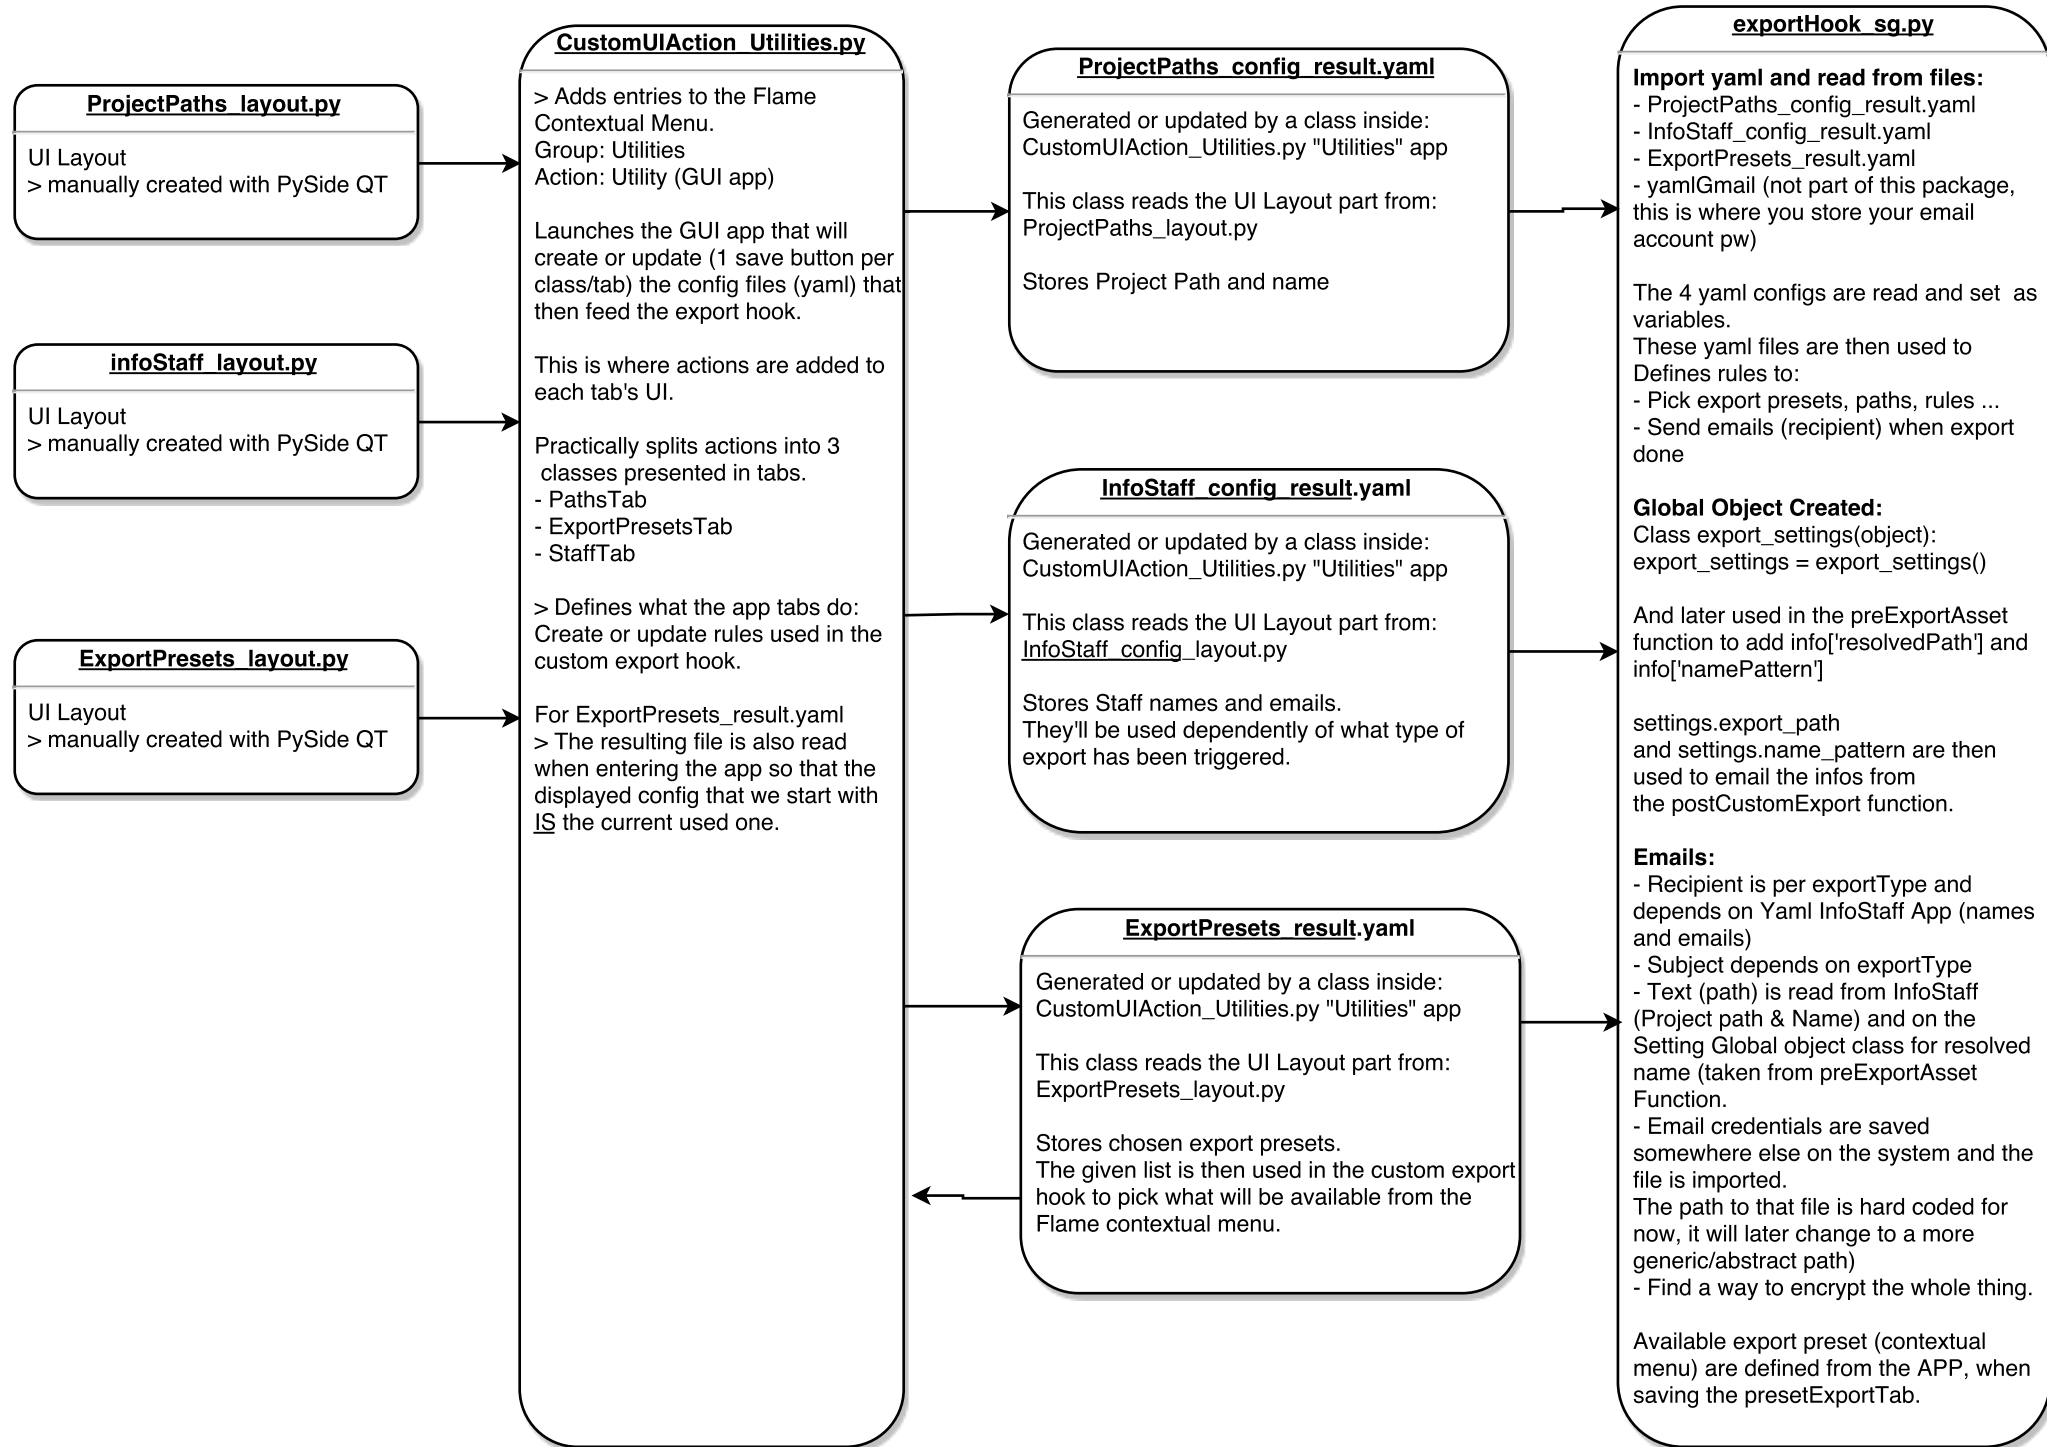 ProjectPaths_layout.py
UI Layout
> manually created with PySide QT
infoStaff_layout.py
UI Layout
> manually created with PySide QT
ExportPresets_layout.py
UI Layout
> manually created with PySide QT
CustomUIAction_Utilities.py
> Adds entries to the Flame
Contextual Menu.
Group: Utilities
Action: Utility (GUI app)
Launches the GUI app that will
create or update (1 save button per
class/tab) the config files (yaml) that
then feed the export hook.
This is where actions are added to
each tab's UI.
Practically splits actions into 3
classes presented in tabs.
- PathsTab
- ExportPresetsTab
- StaffTab
> Defines what the app tabs do:
Create or update rules used in the
custom export hook.
For ExportPresets_result.yaml
> The resulting file is also read
when entering the app so that the
displayed config that we start with
IS the current used one.
ProjectPaths_config_result.yaml
Generated or updated by a class inside:
CustomUIAction_Utilities.py "Utilities" app
This class reads the UI Layout part from:
ProjectPaths_layout.py
Stores Project Path and name
InfoStaff_config_result.yaml
Generated or updated by a class inside:
CustomUIAction_Utilities.py "Utilities" app
This class reads the UI Layout part from:
InfoStaff_config_layout.py
Stores Staff names and emails.
They'll be used dependently of what type of
export has been triggered.
ExportPresets_result.yaml
Generated or updated by a class inside:
CustomUIAction_Utilities.py "Utilities" app
This class reads the UI Layout part from:
ExportPresets_layout.py
Stores chosen export presets.
The given list is then used in the custom export
hook to pick what will be available from the
Flame contextual menu.
exportHook_sg.py
Import yaml and read from files:
- ProjectPaths_config_result.yaml
- InfoStaff_config_result.yaml
- ExportPresets_result.yaml
- yamlGmail (not part of this package,
this is where you store your email
account pw)
The 4 yaml configs are read and set  as
variables.
These yaml files are then used to
Defines rules to:
- Pick export presets, paths, rules ...
- Send emails (recipient) when export
done
Global Object Created:
Class export_settings(object):
export_settings = export_settings()
And later used in the preExportAsset
function to add info['resolvedPath'] and
info['namePattern']
settings.export_path
and settings.name_pattern are then
used to email the infos from
the postCustomExport function.
Emails:
- Recipient is per exportType and
depends on Yaml InfoStaff App (names
and emails)
- Subject depends on exportType
- Text (path) is read from InfoStaff
(Project path & Name) and on the
Setting Global object class for resolved
name (taken from preExportAsset
Function.
- Email credentials are saved
somewhere else on the system and the
file is imported.
The path to that file is hard coded for
now, it will later change to a more
generic/abstract path)
- Find a way to encrypt the whole thing.
Available export preset (contextual
menu) are defined from the APP, when
saving the presetExportTab.